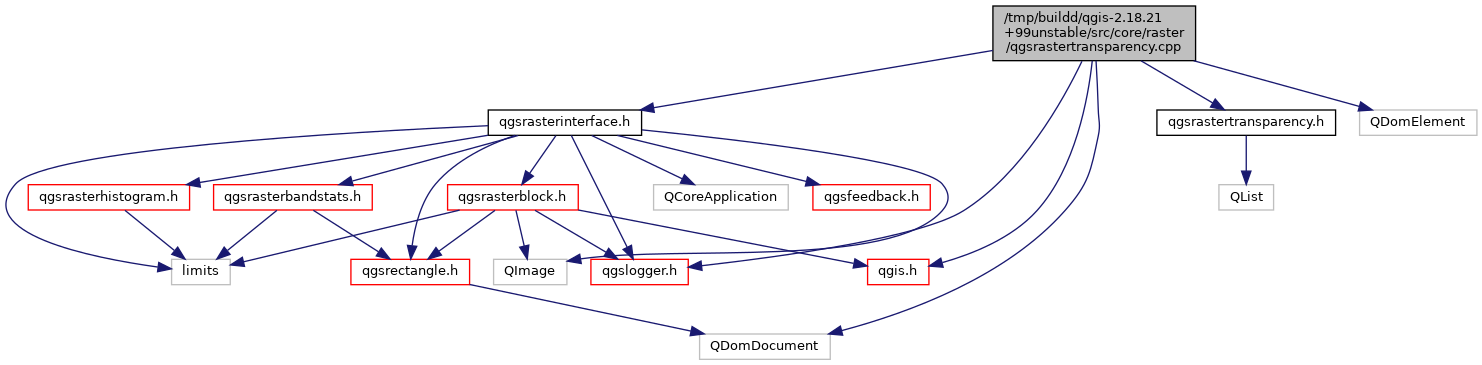 /tmp/buildd/qgis-2.18.21
+99unstable/src/core/raster
/qgsrastertransparency.cpp
qgsrasterinterface.h
qgsrastertransparency.h
QDomElement
qgsrasterhistogram.h
qgsrasterbandstats.h
qgsrasterblock.h
QCoreApplication
qgsfeedback.h
QList
limits
qgsrectangle.h
QImage
qgslogger.h
qgis.h
QDomDocument